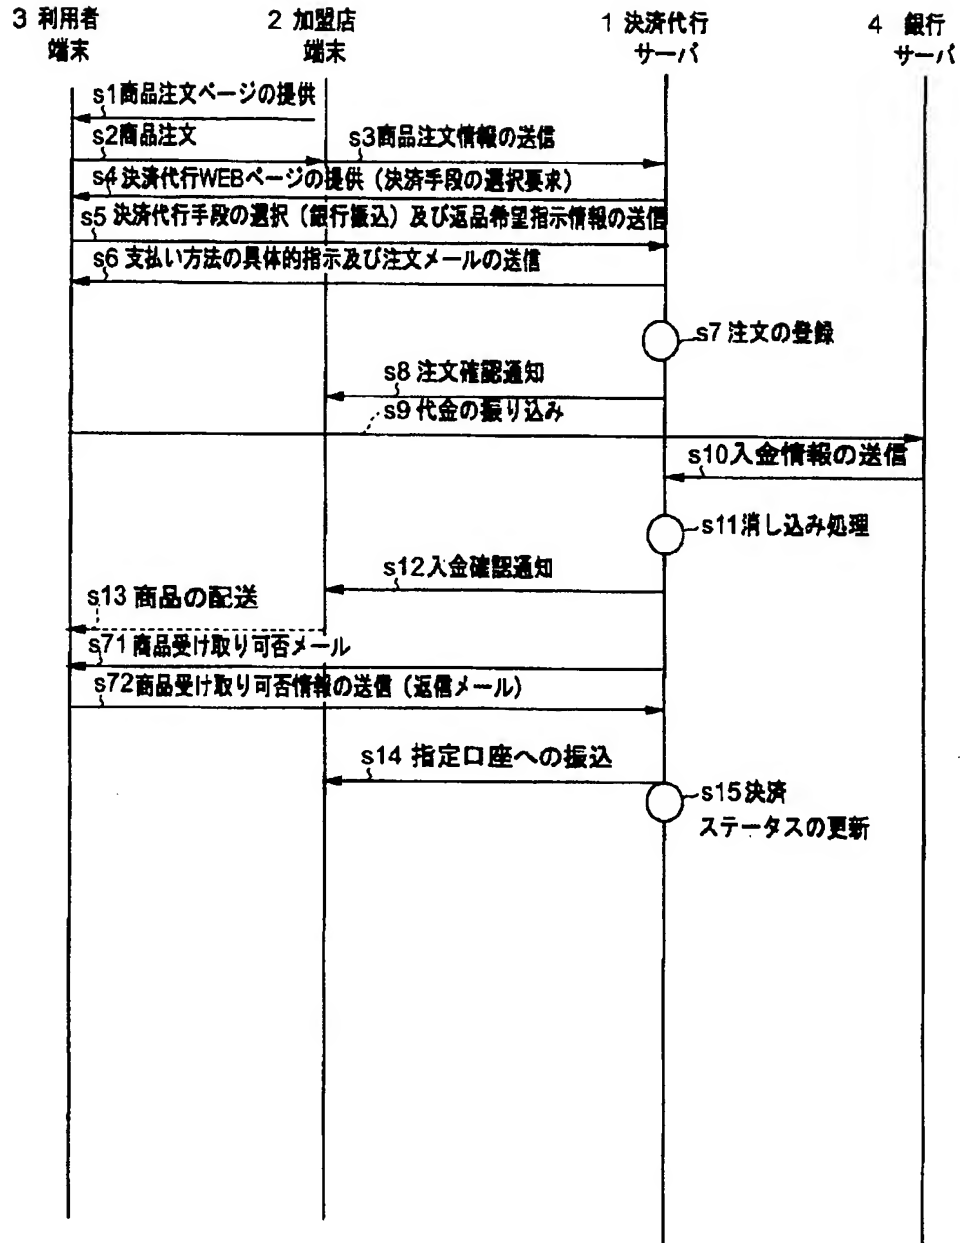 3 利用者
端末
2 加盟店
端末
1 決済代行
サーバ
4 銀行
サーバ
s1商品注文ページの提供
s2商品注文
s3商品注文情報の送信
s4 決済代行WEBページの提供（決済手段の選択要求）
s5 決済代行手段の選択（銀行振込）及び返品希望指示情報の送信
s6 支払い方法の具体的指示及び注文メールの送信
s7 注文の登録
s8 注文確認通知
s9 代金の振り込み
s10入金情報の送信
s11消し込み処理
s12入金確認通知
s13 商品の配送
s71 商品受け取り可否メール
s72商品受け取り可否情報の送信（返信メール）
s14 指定口座への振込
s15決済
ステータスの更新